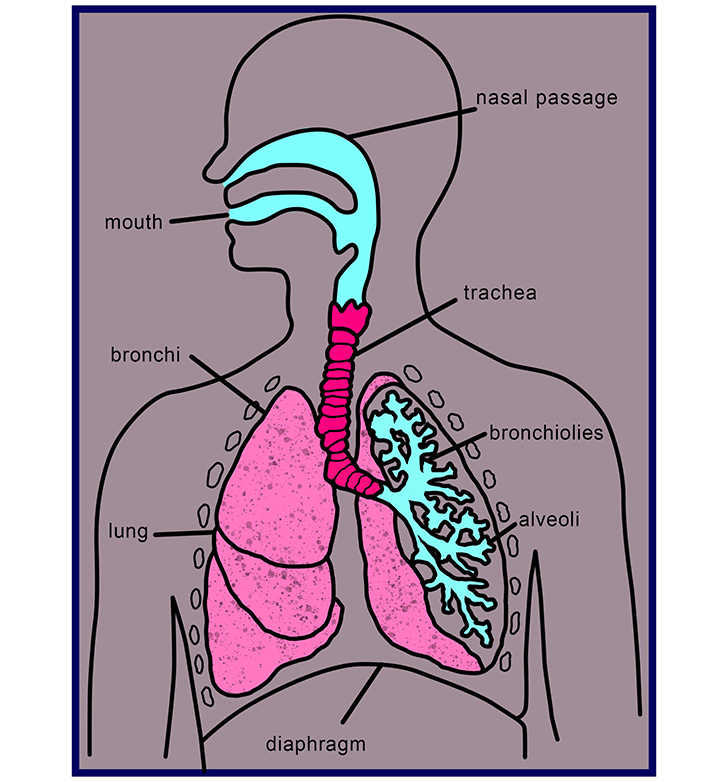 nasal passage
mouth
trachea
bronchi
bronchiolies
alveoli
lung
diaphragm